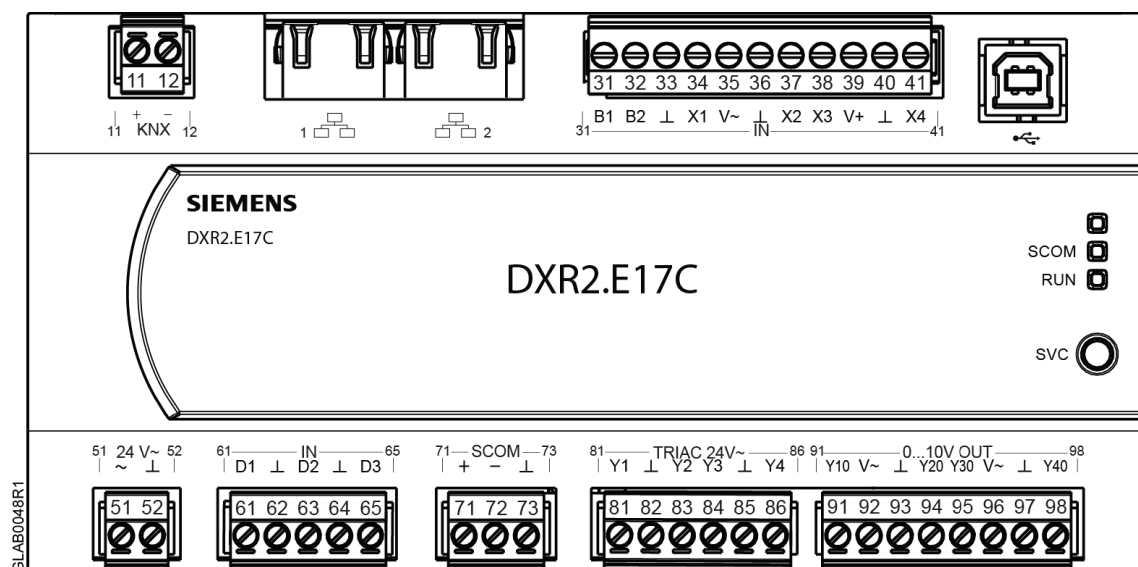 31 32 33 34 35 36 37 38 39 40 41
11 12
+ −
11 KNX 12
1
2
B1 B2 ⊥ X1 V~ ⊥ X2 X3 V+ ⊥ X4
31 IN 41
SIEMENS
DXR2.E17C
DXR2.E17C
SCOM
RUN
SVC
51 24 V~ 52
~ ⊥
61 IN 65
D1 ⊥ D2 ⊥ D3
71 SCOM 73
+ − ⊥
81 TRIAC 24V~ 86
Y1 ⊥ Y2 Y3 ⊥ Y4
91 0...10V OUT 98
Y10 V~ ⊥ Y20 Y30 V~ ⊥ Y40
51 52
61 62 63 64 65
71 72 73
81 82 83 84 85 86
91 92 93 94 95 96 97 98
GLAB0048R1